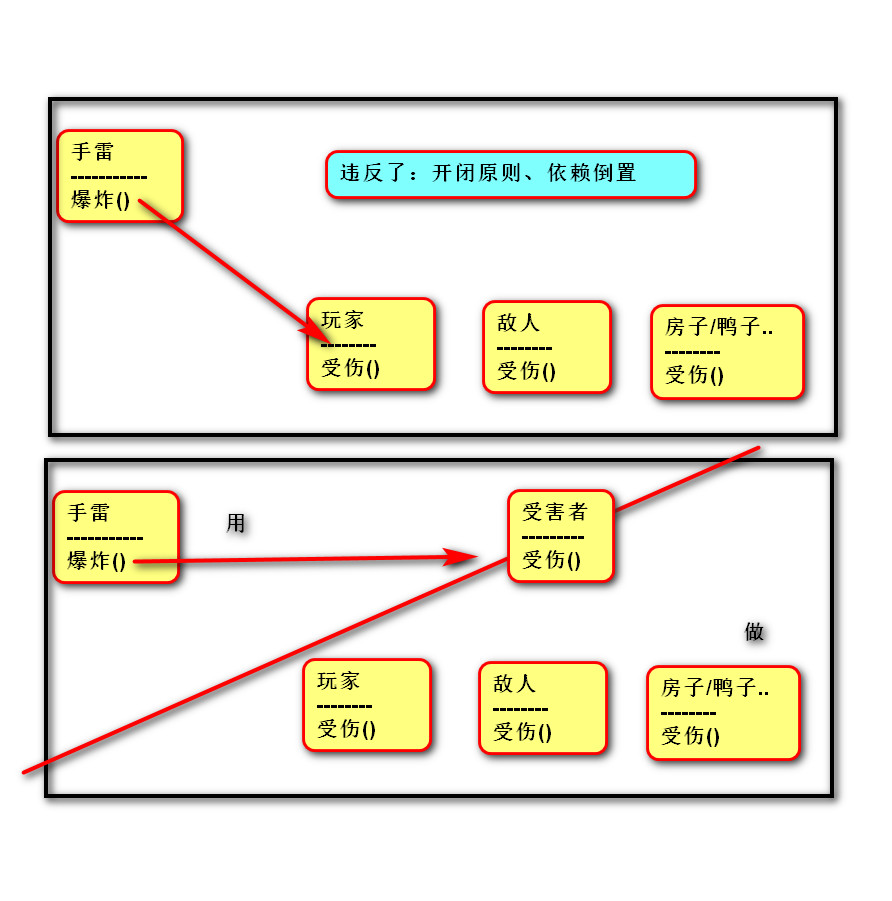 手雷
-----------
爆炸()
违反了：开闭原则、依赖倒置
玩家
--------
受伤()
敌人
--------
受伤()
房子/鸭子..
--------
受伤()
手雷
-----------
爆炸()
用
受害者
---------
受伤()
做
玩家
--------
受伤()
敌人
--------
受伤()
房子/鸭子..
--------
受伤()